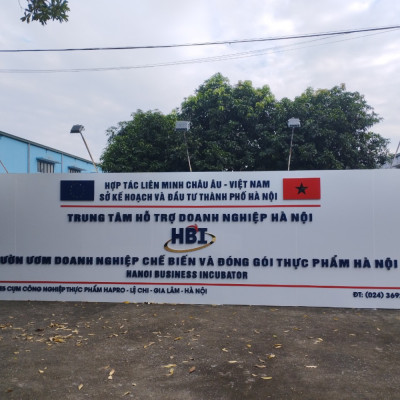 HỢP TÁC LIÊN MINH CHÂU ÂU - VIỆT NAM
SỞ KẾ HOẠCH VÀ ĐẦU TƯ THÀNH PHỐ HÀ NỘI
TRUNG TÂM HỖ TRỢ DOANH NGHIỆP HÀ NỘI
HBI
ƯỜN ƯƠM DOANH NGHIỆP CHẾ BIẾN VÀ ĐÓNG GÓI THỰC PHẨM HÀ NỘI
HANOI BUSINESS INCUBATOR
CỤM CÔNG NGHIỆP THỰC PHẨM HAPRO - LỆ CHI - GIA LÂM - HÀ NỘI
ĐT: (024) 369